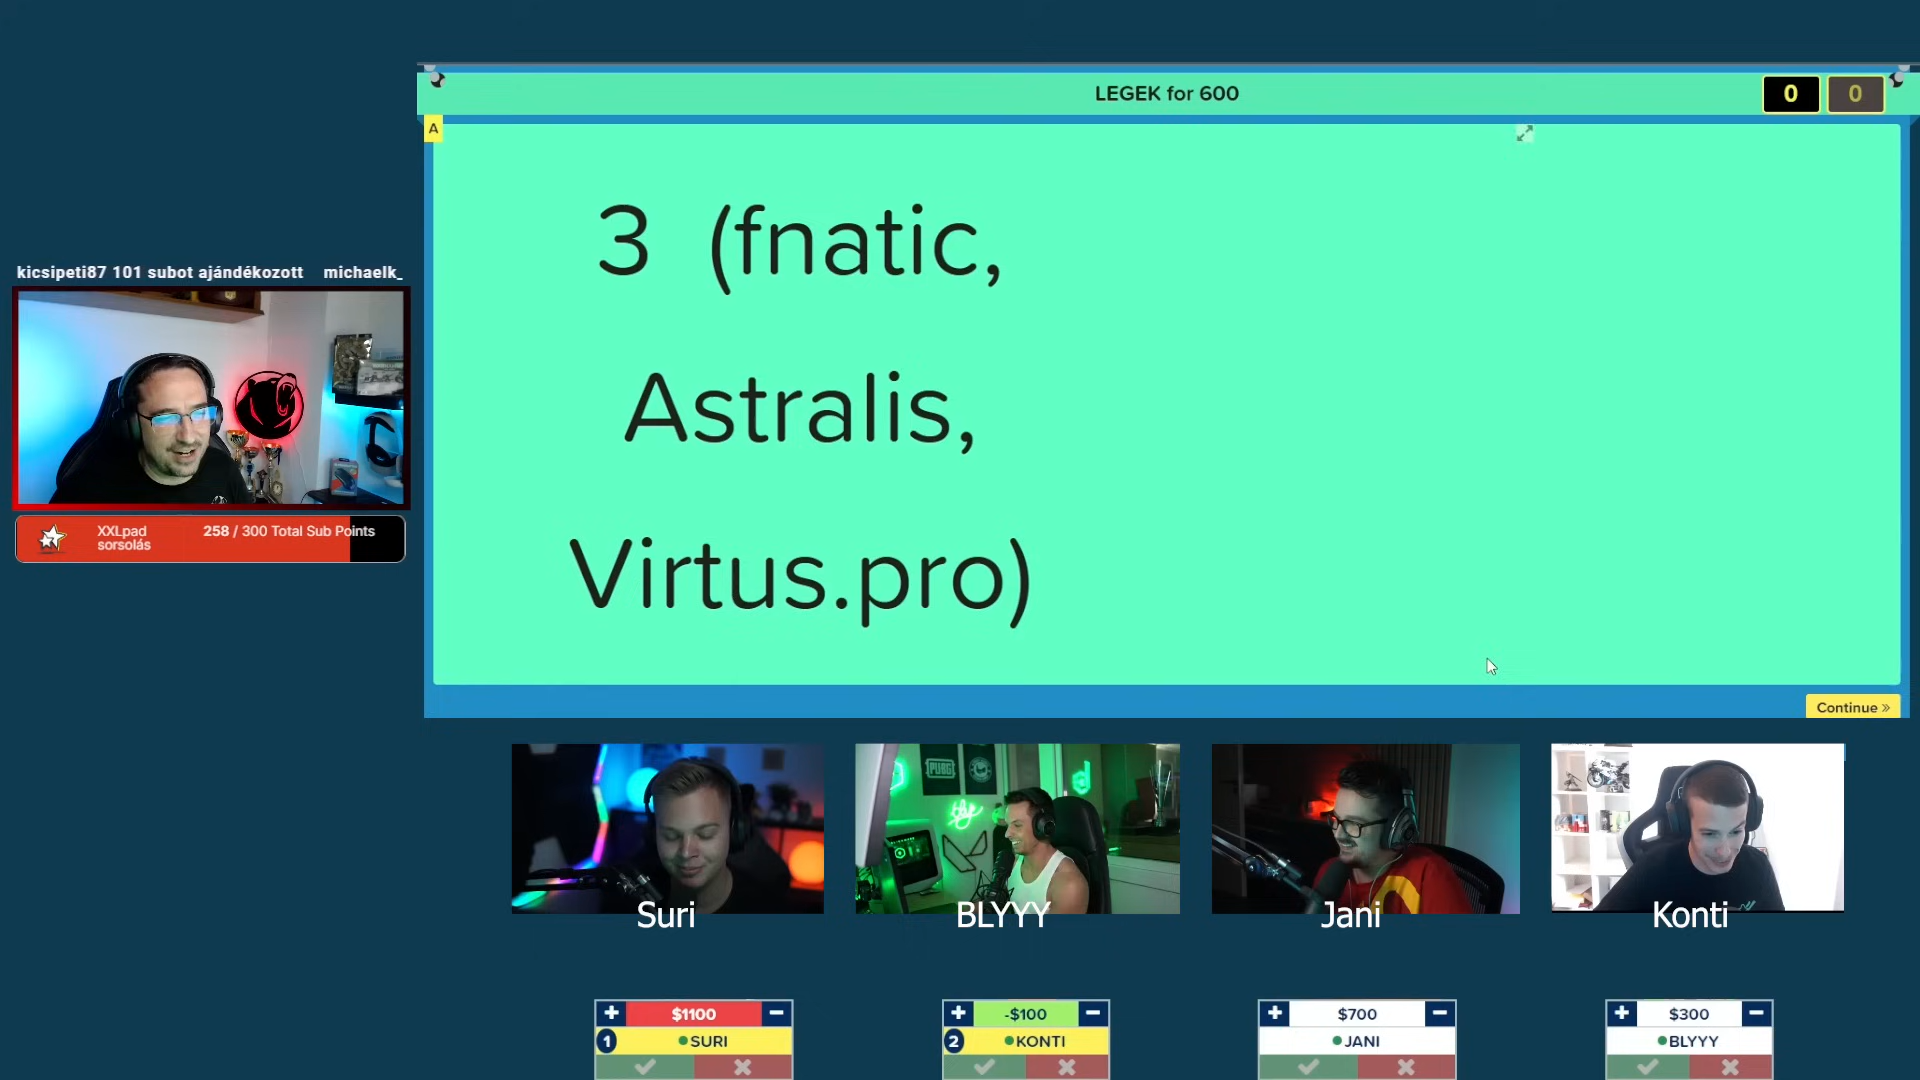 LEGEK for 600
0 0
A
3 (fnatic,
Astralis,
Virtus.pro)
Continue »
kicsipeti87 101 subot ajándékozott michaelk_
XXLpad
sorsolás
258 / 300 Total Sub Points
PUBG
Suri
BLYYY
Jani
Konti
+ $1100 −
1 SURI
+ -$100 −
2 KONTI
+ $700 −
JANI
+ $300 −
BLYYY